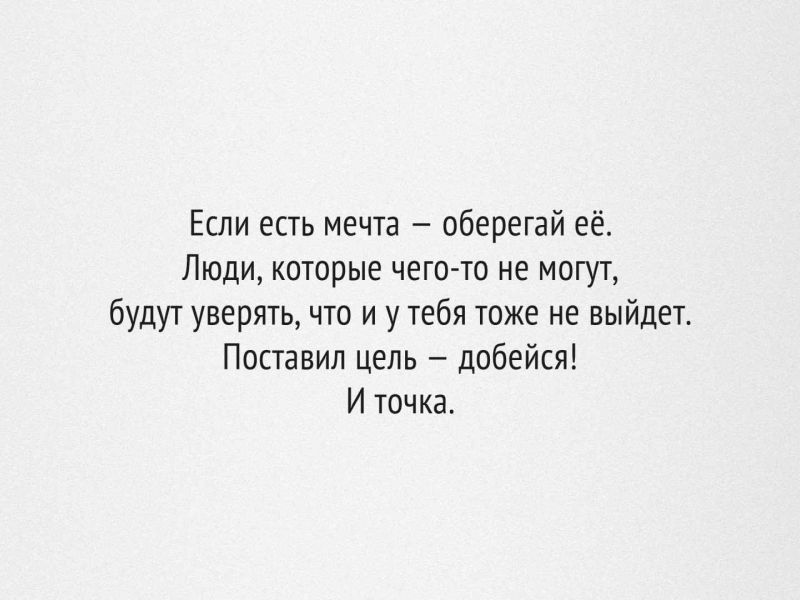 Если есть мечта — оберегай её.
Люди, которые чего-то не могут,
будут уверять, что и у тебя тоже не выйдет.
Поставил цель — добейся!
И точка.